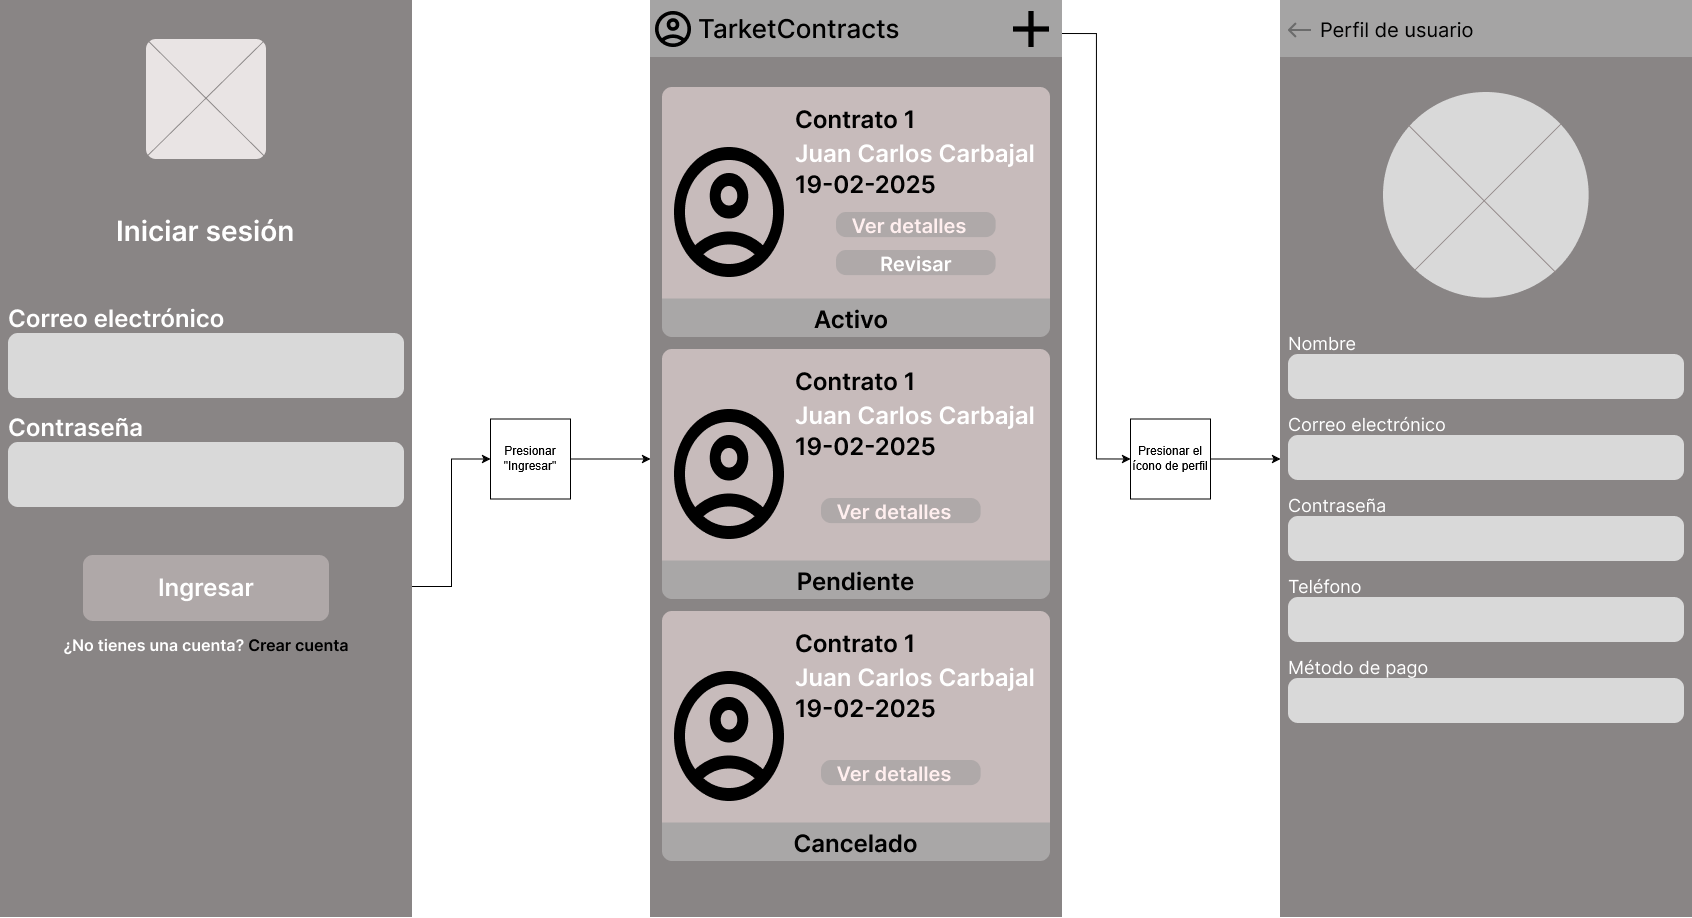 Iniciar sesión
Correo electrónico
Contraseña
Ingresar
¿No tienes una cuenta? Crear cuenta
Presionar
"Ingresar"
TarketContracts
Contrato 1
Juan Carlos Carbajal
19-02-2025
Ver detalles
Revisar
Activo
Contrato 1
Juan Carlos Carbajal
19-02-2025
Ver detalles
Pendiente
Contrato 1
Juan Carlos Carbajal
19-02-2025
Ver detalles
Cancelado
Presionar el
ícono de perfil
Perfil de usuario
Nombre
Correo electrónico
Contraseña
Teléfono
Método de pago